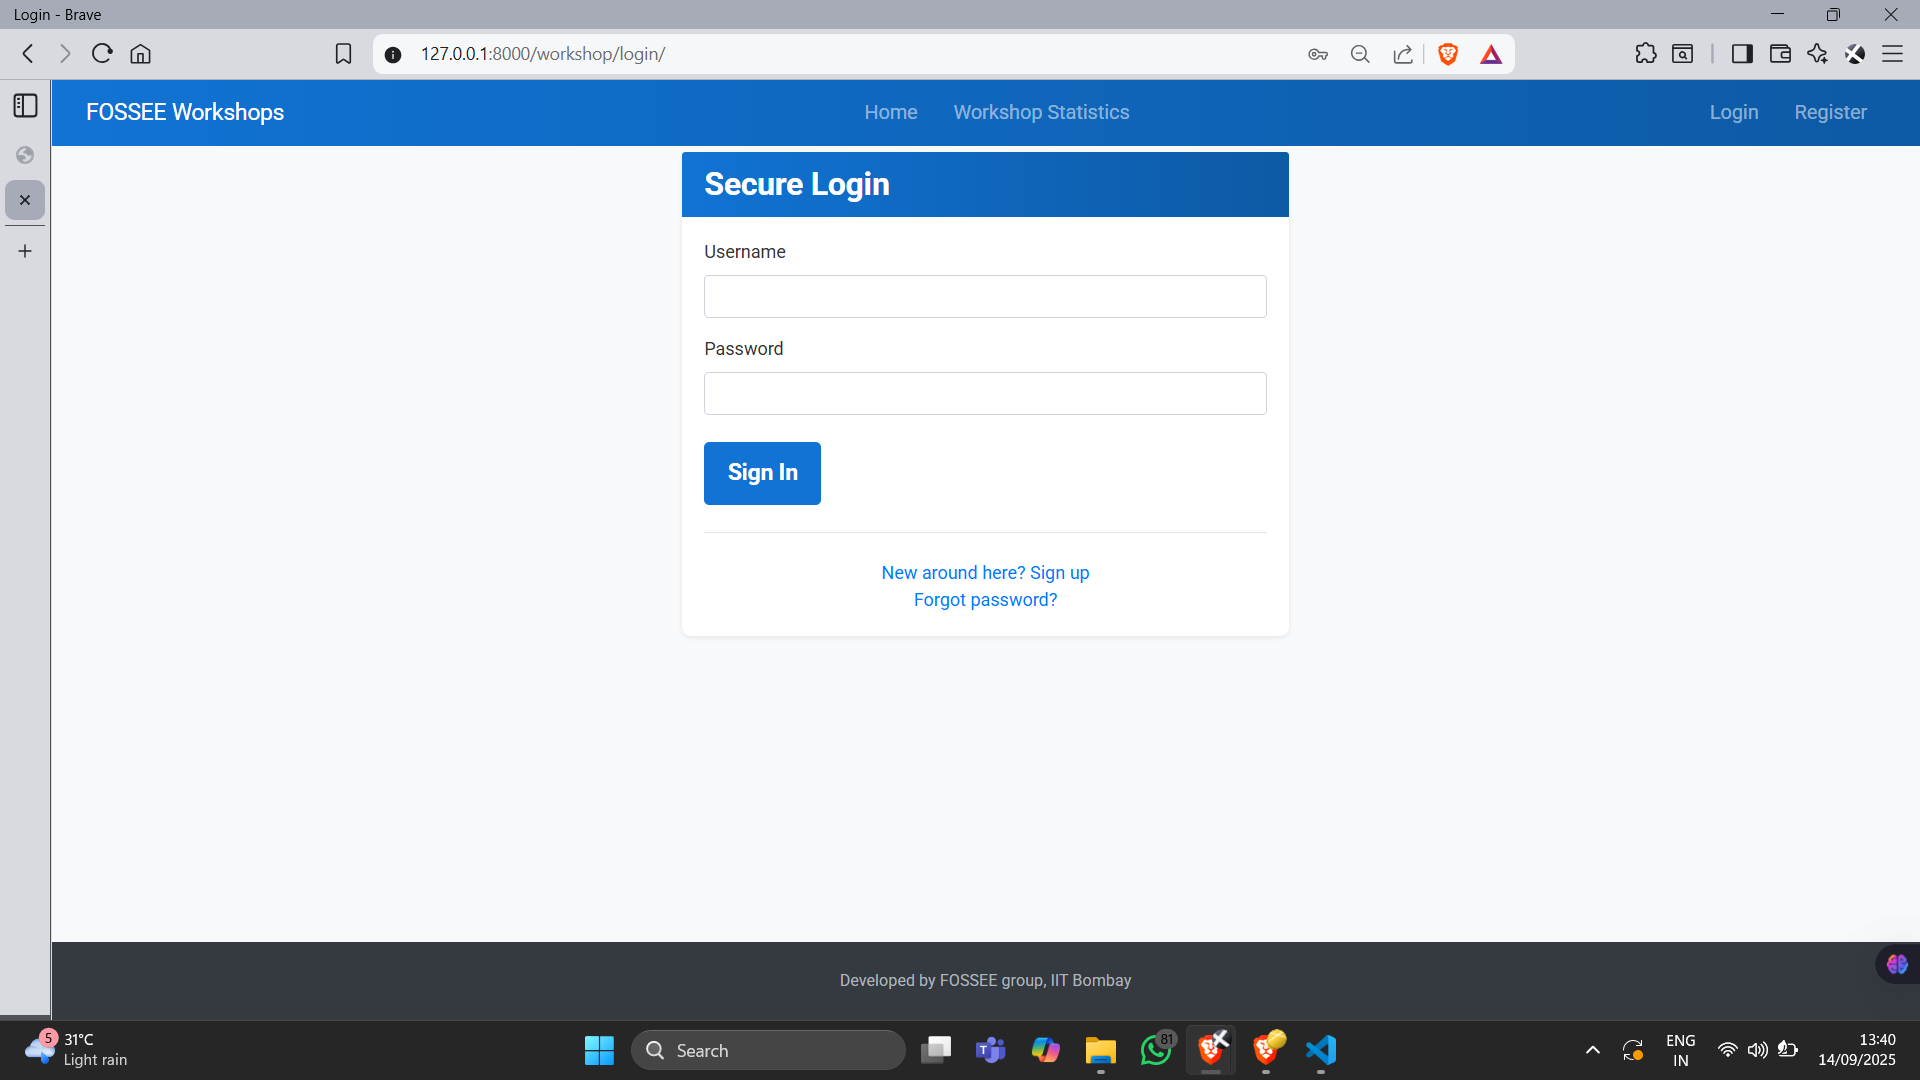 Login - Brave
127.0.0.1:8000/workshop/login/
FOSSEE Workshops
Home
Workshop Statistics
Login
Register
Secure Login
Username
Password
Sign In
New around here? Sign up
Forgot password?
Developed by FOSSEE group, IIT Bombay
5
31°C
Light rain
Search
81
ENG
IN
13:40
14/09/2025